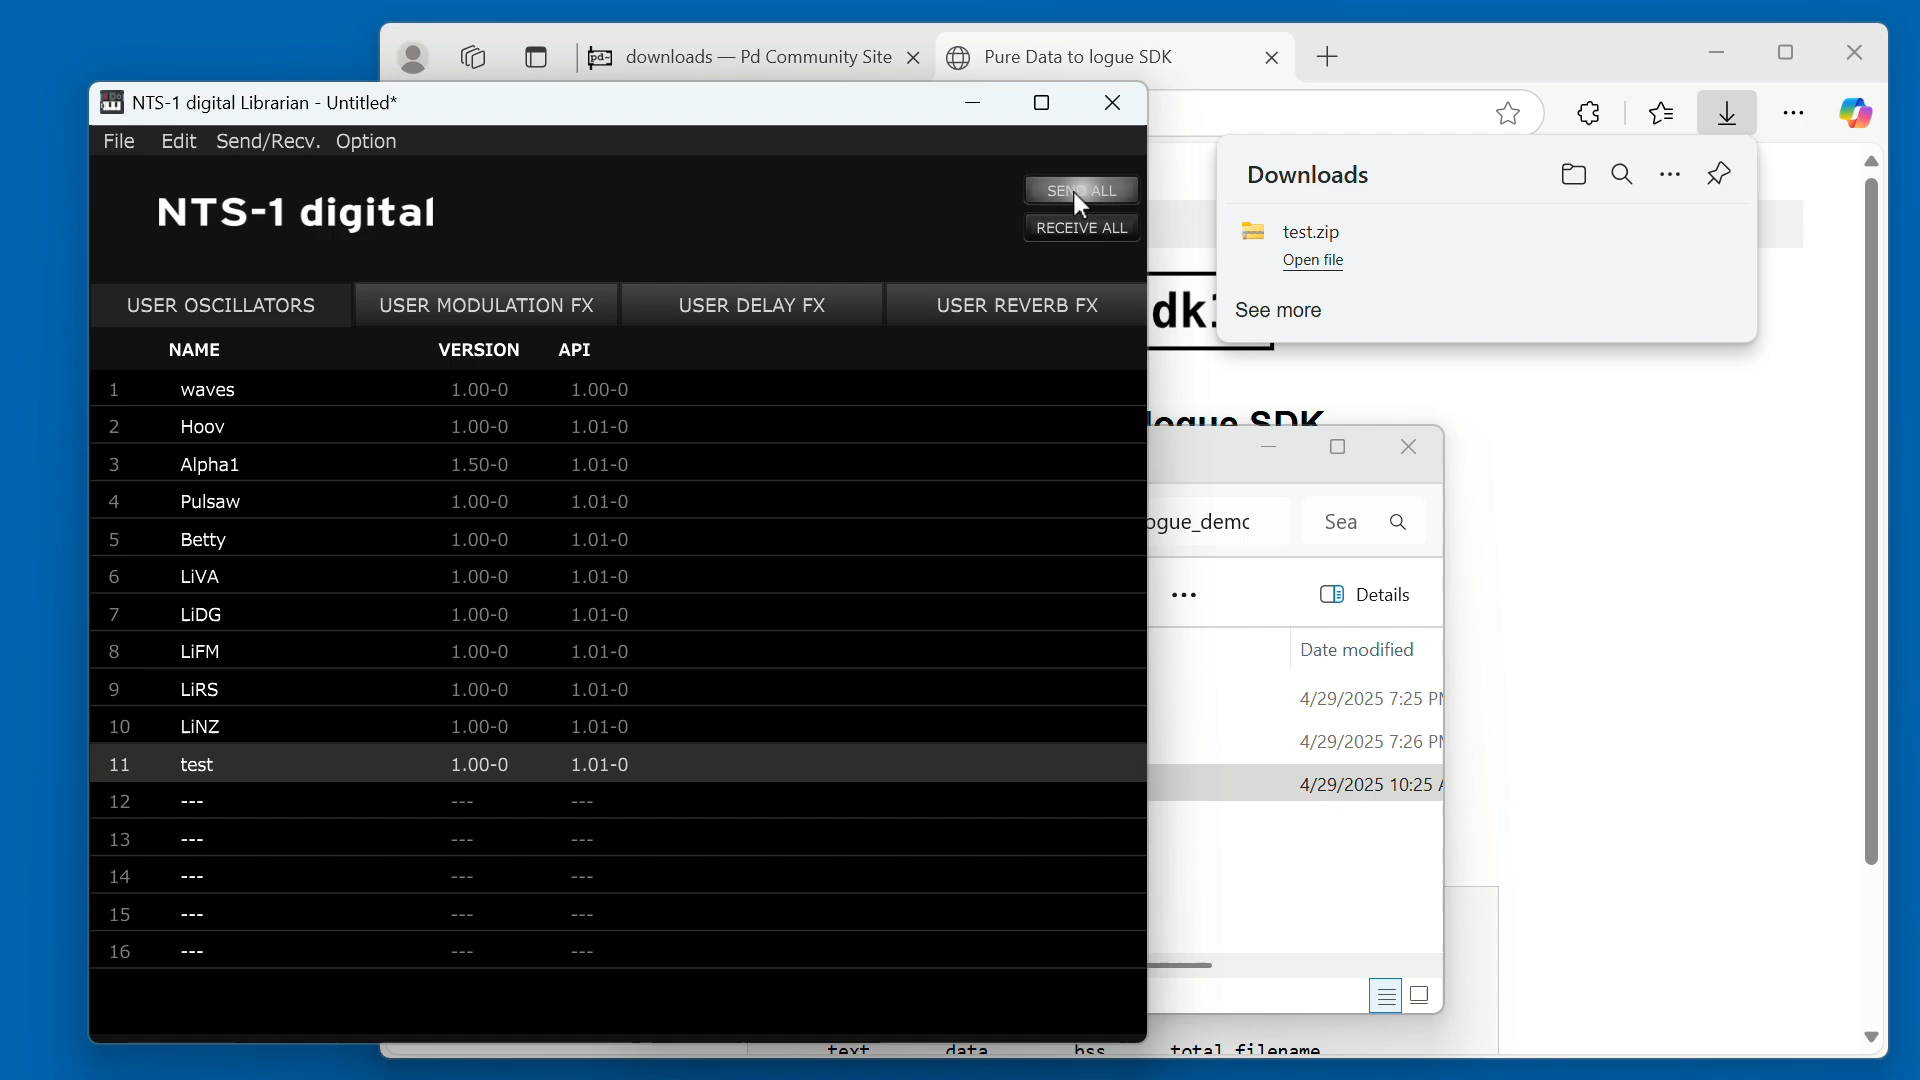 downloads — Pd Community Site
Pure Data to logue SDK
NTS-1 digital Librarian - Untitled*
File Edit Send/Recv. Option
NTS-1 digital
SEND ALL
RECEIVE ALL
Downloads
test.zip
Open file
See more
USER OSCILLATORS USER MODULATION FX USER DELAY FX USER REVERB FX
dk
NAME VERSION API
1 waves 1.00-0 1.00-0
2 Hoov 1.00-0 1.01-0
3 Alpha1 1.50-0 1.01-0
4 Pulsaw 1.00-0 1.01-0
5 Betty 1.00-0 1.01-0
6 LiVA 1.00-0 1.01-0
7 LiDG 1.00-0 1.01-0
8 LiFM 1.00-0 1.01-0
9 LiRS 1.00-0 1.01-0
10 LiNZ 1.00-0 1.01-0
11 test 1.00-0 1.01-0
12 --- --- ---
13 --- --- ---
14 --- --- ---
15 --- --- ---
16 --- --- ---
logue SDK
ogue_demo
Sea
Details
Date modified
4/29/2025 7:25 PM
4/29/2025 7:26 PM
4/29/2025 10:25 A
text data bss total filename